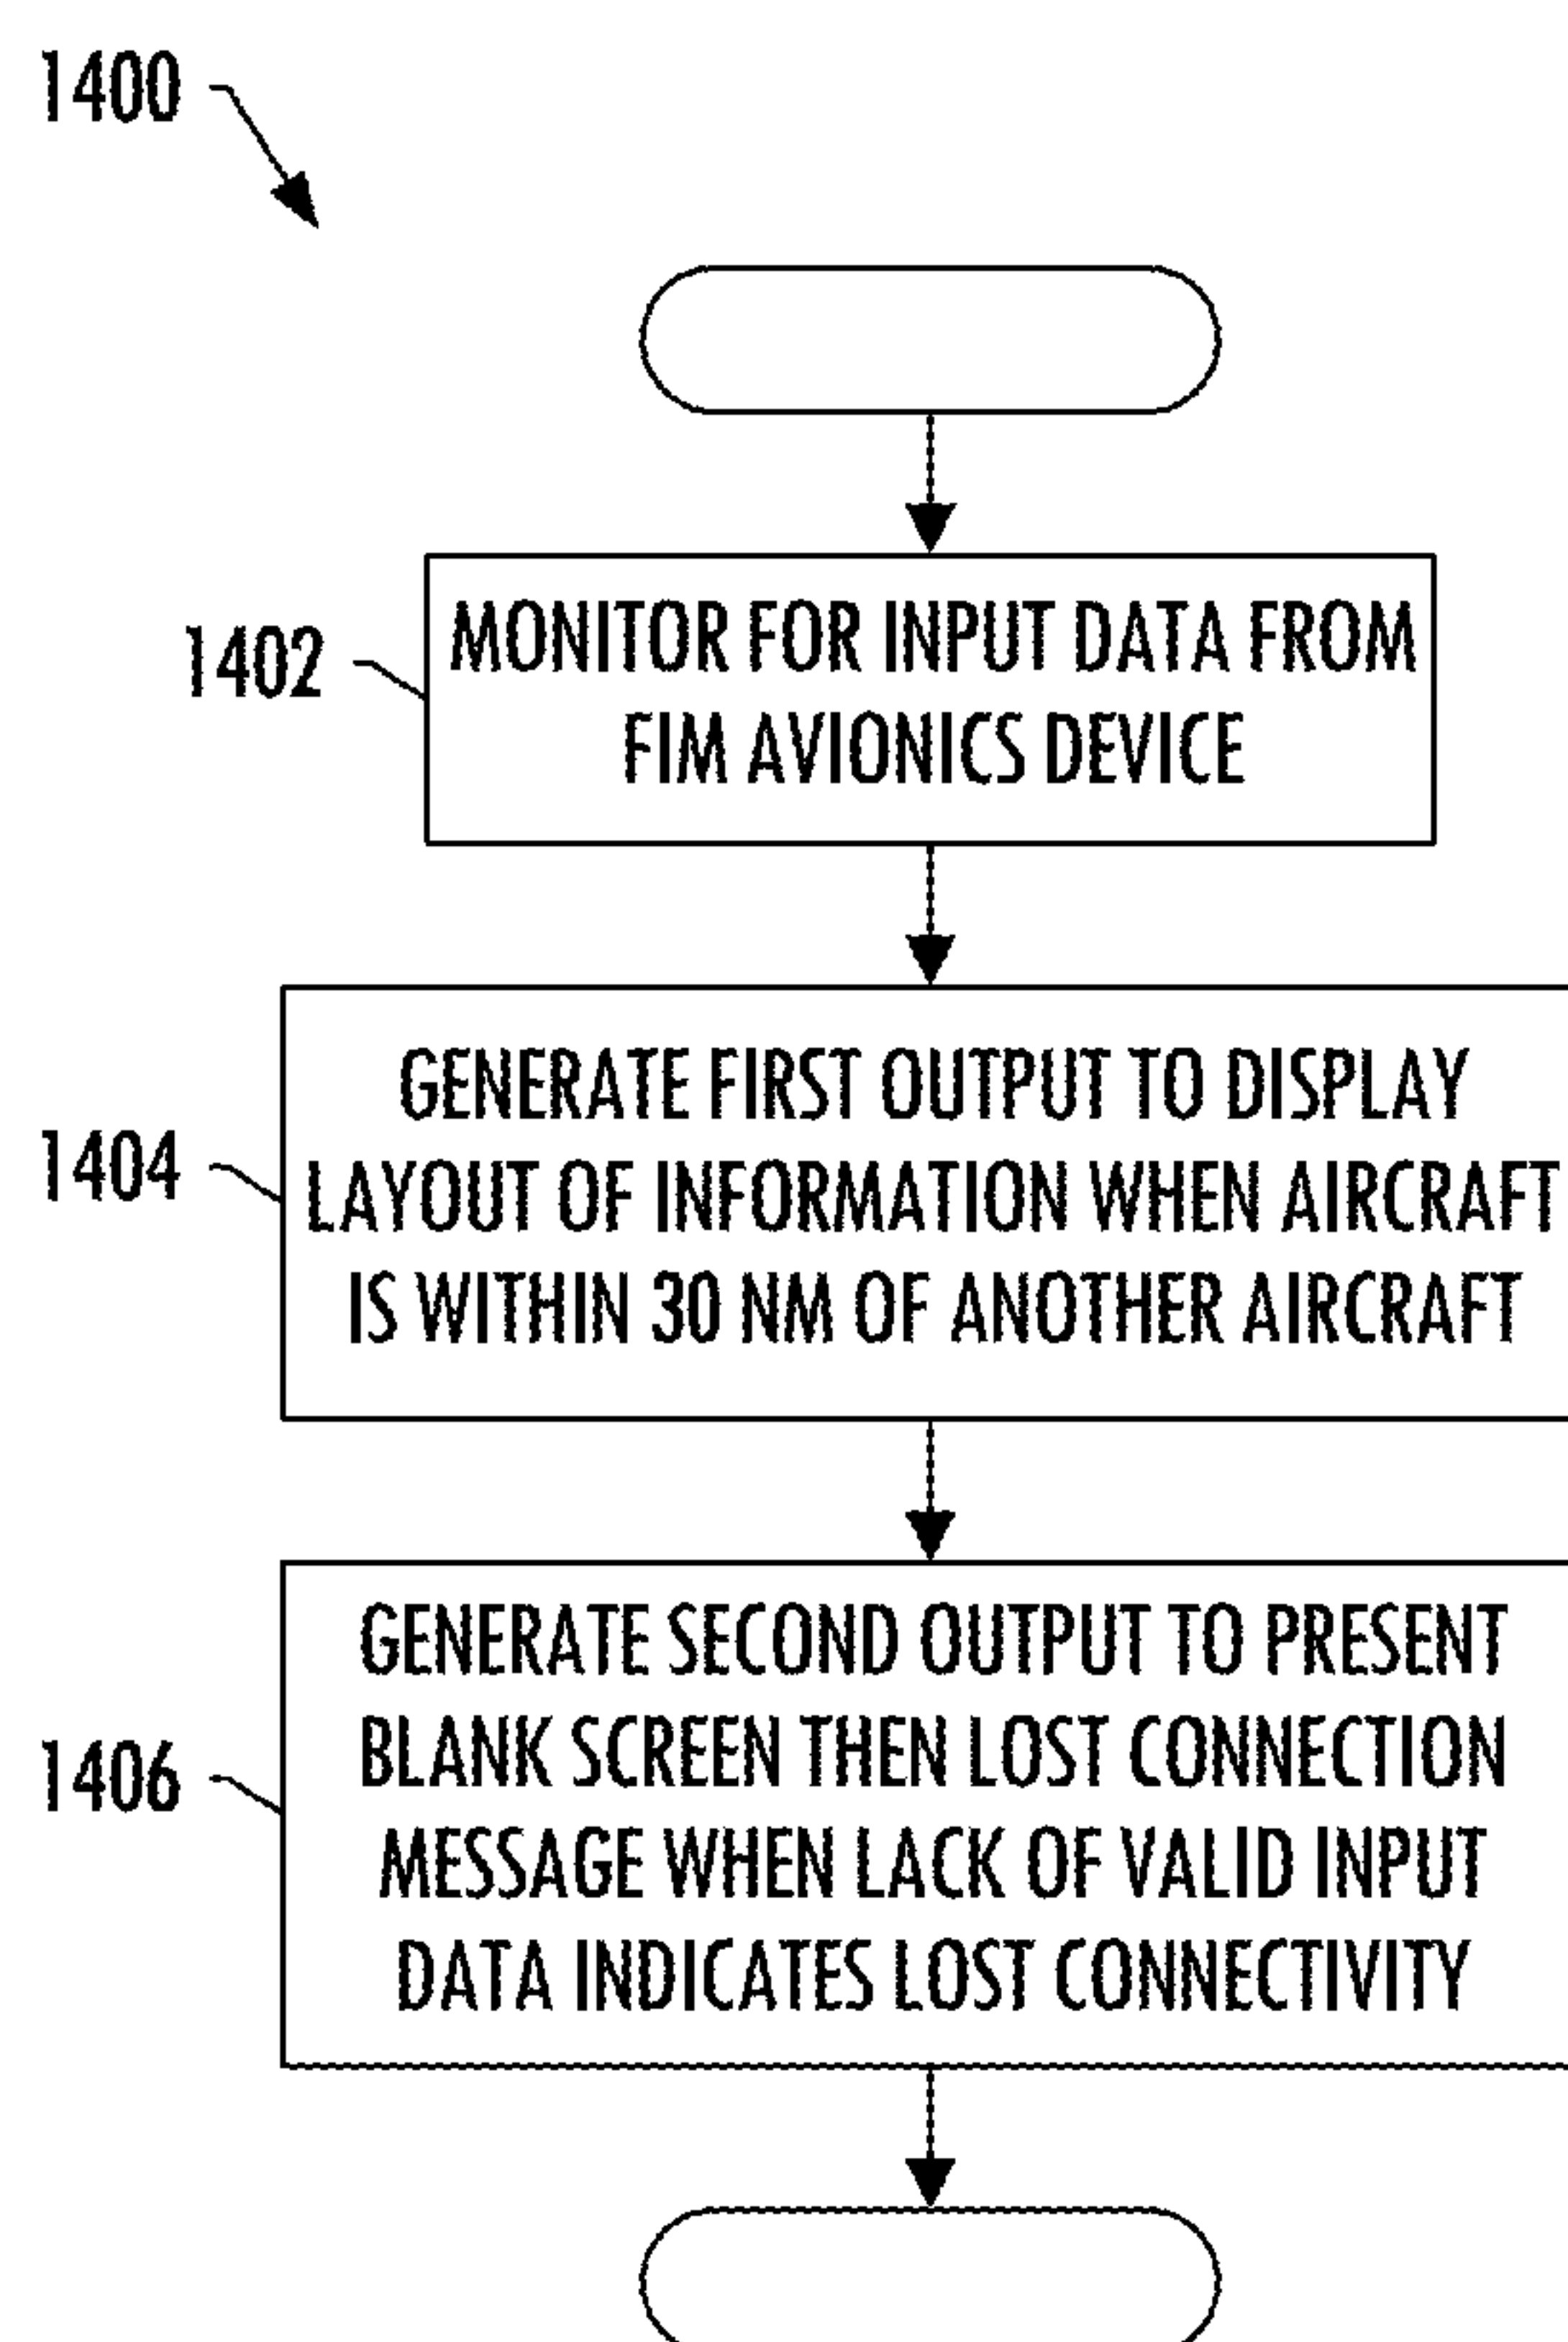 1400
1402
MONITOR FOR INPUT DATA FROM
FIM AVIONICS DEVICE
1404
GENERATE FIRST OUTPUT TO DISPLAY
LAYOUT OF INFORMATION WHEN AIRCRAFT
IS WITHIN 30 NM OF ANOTHER AIRCRAFT
1406
GENERATE SECOND OUTPUT TO PRESENT
BLANK SCREEN THEN LOST CONNECTION
MESSAGE WHEN LACK OF VALID INPUT
DATA INDICATES LOST CONNECTIVITY